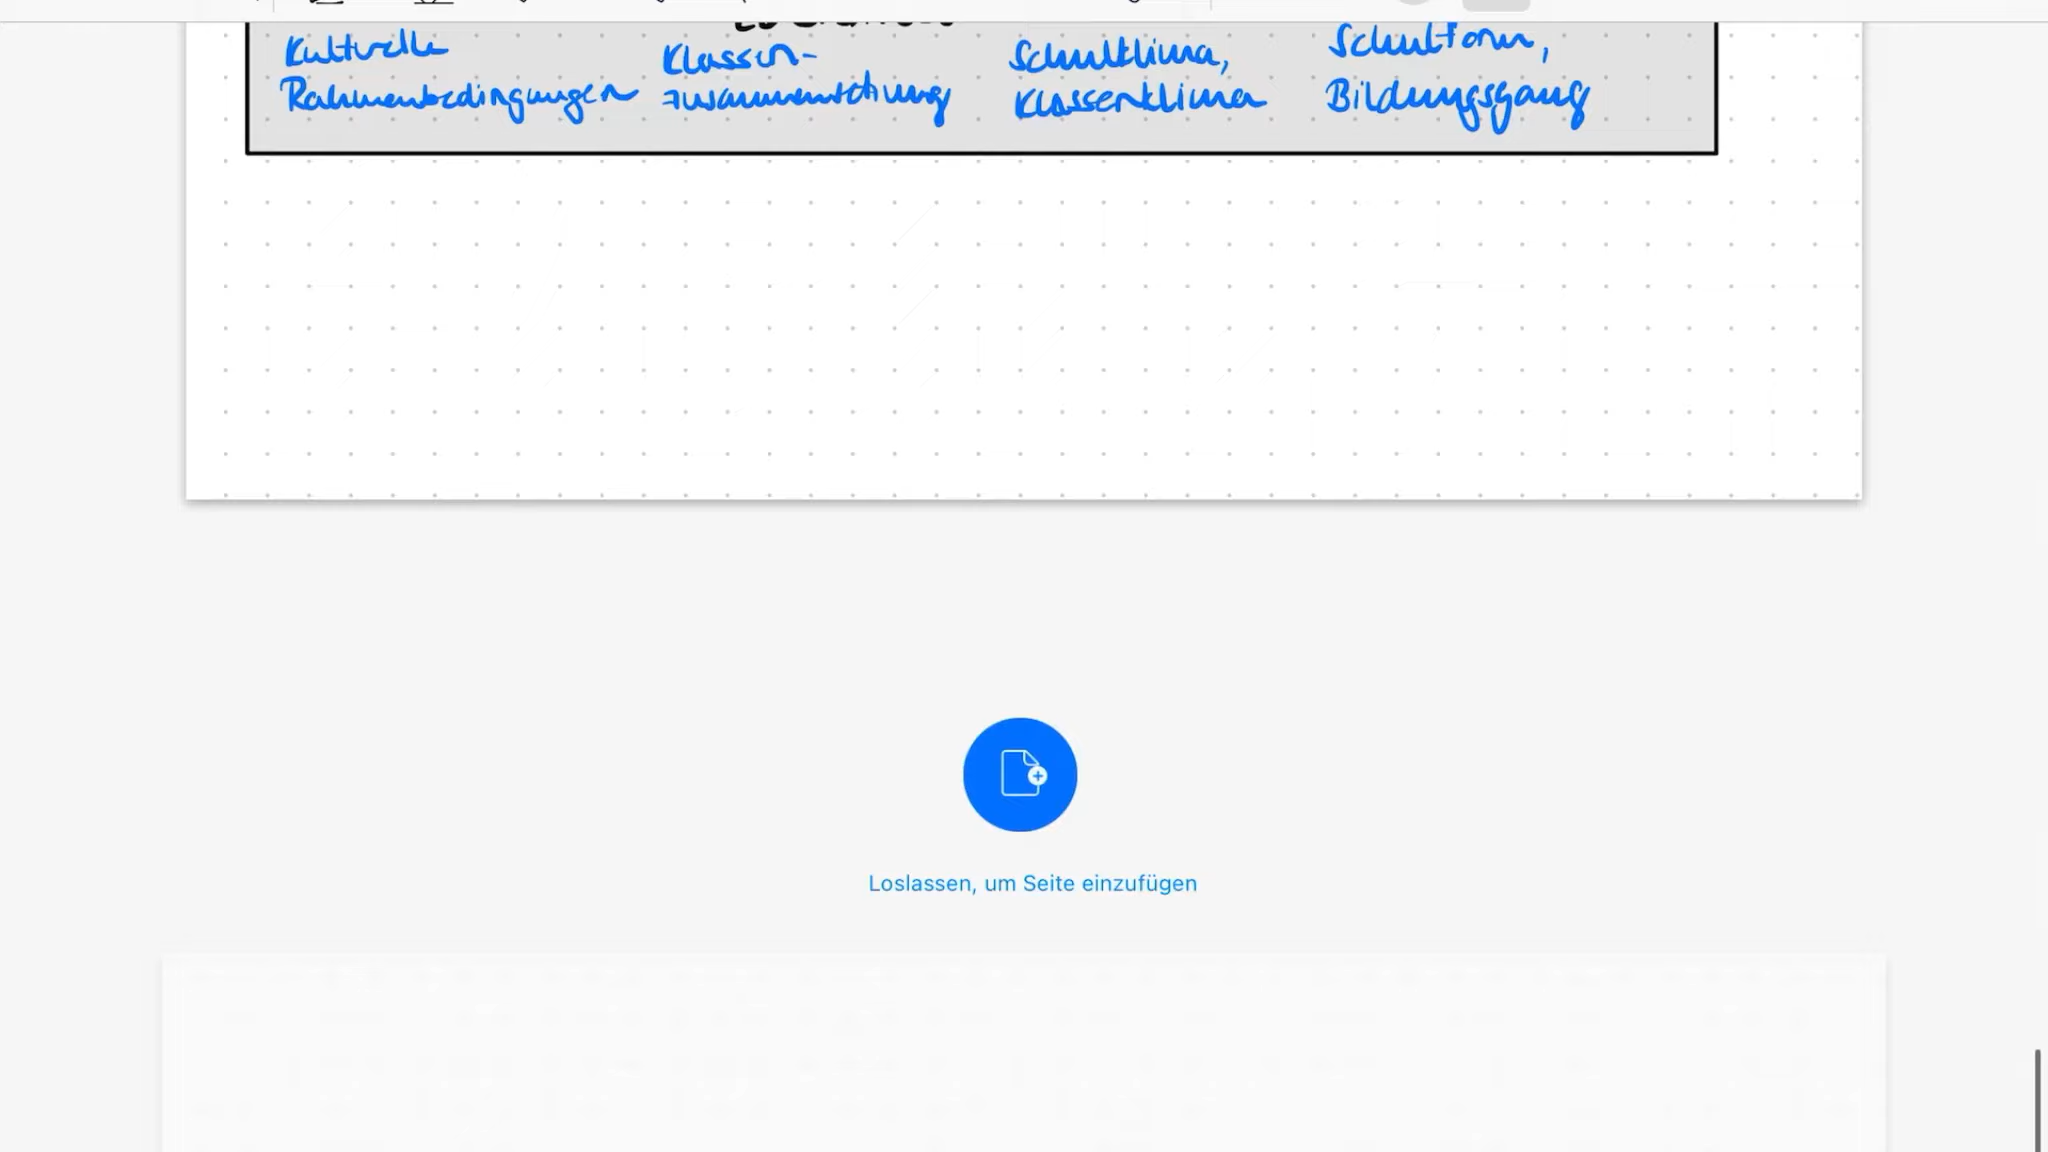 Kulturelle Klassen- Schulklima, Schulform,
Rahmenbedingungen zusammensetzung Klassenklima Bildungsgang
Loslassen, um Seite einzufügen